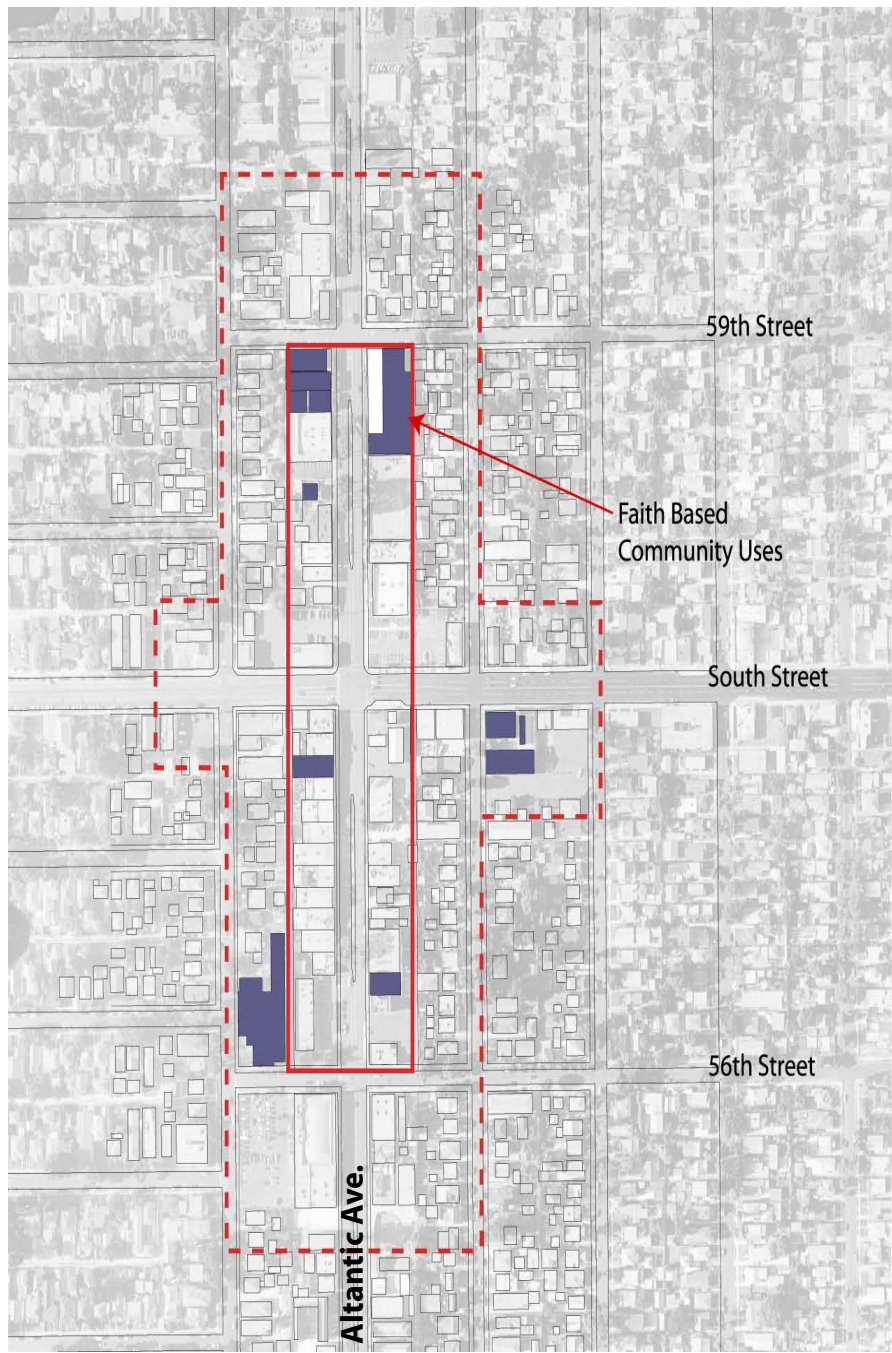 59th Street
Faith Based
Community Uses
South Street
56th Street
Altantic Ave.